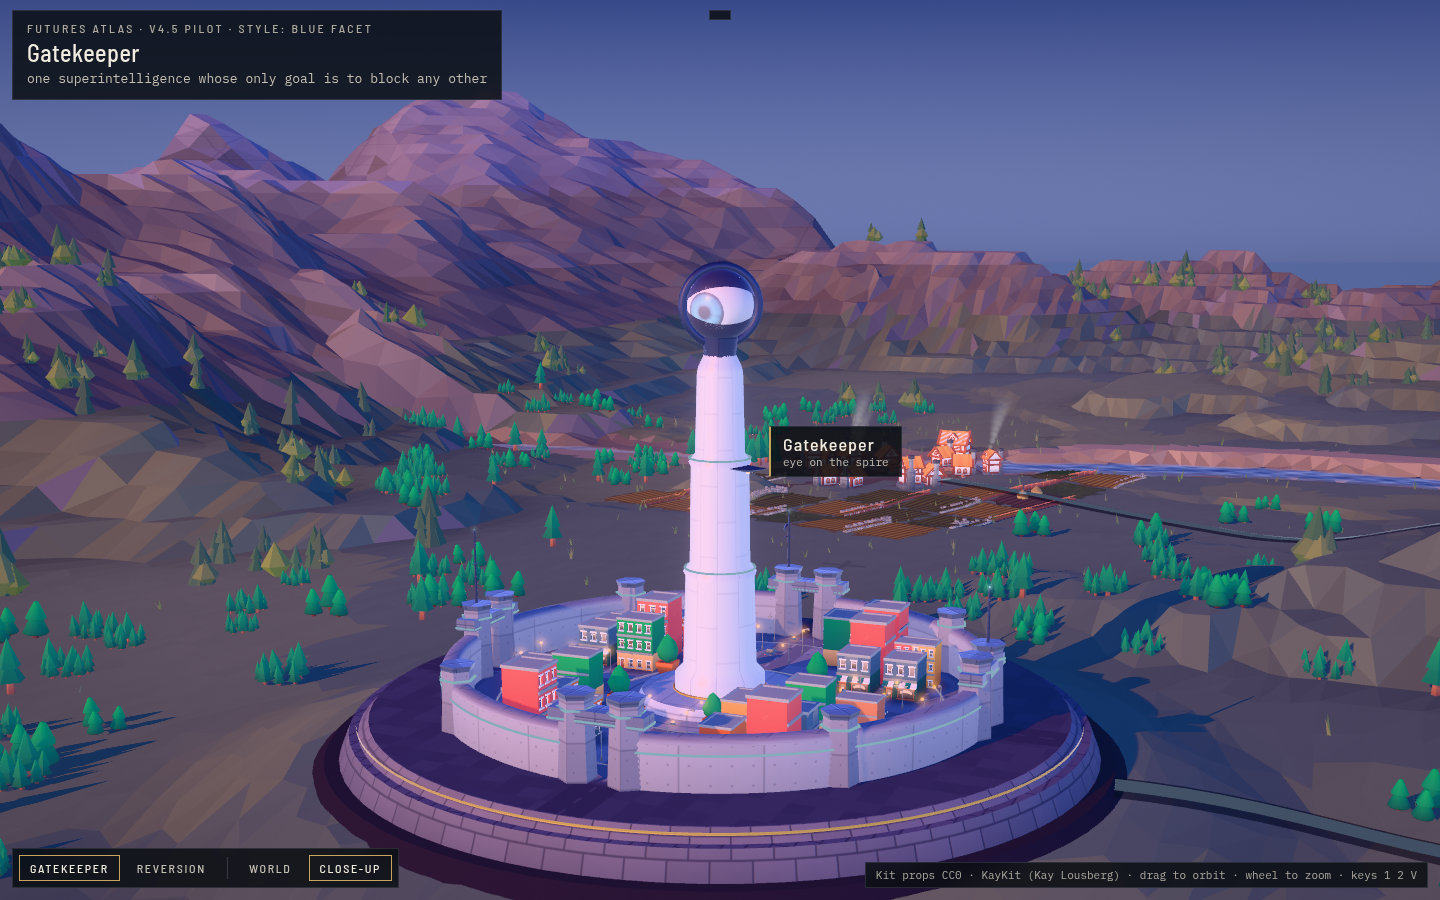 FUTURES ATLAS · V4.5 PILOT · STYLE: BLUE FACET
Gatekeeper
one superintelligence whose only goal is to block any other
Gatekeeper
eye on the spire
GATEKEEPER REVERSION WORLD CLOSE-UP
Kit props CC0 · KayKit (Kay Lousberg) · drag to orbit · wheel to zoom · keys 1 2 V